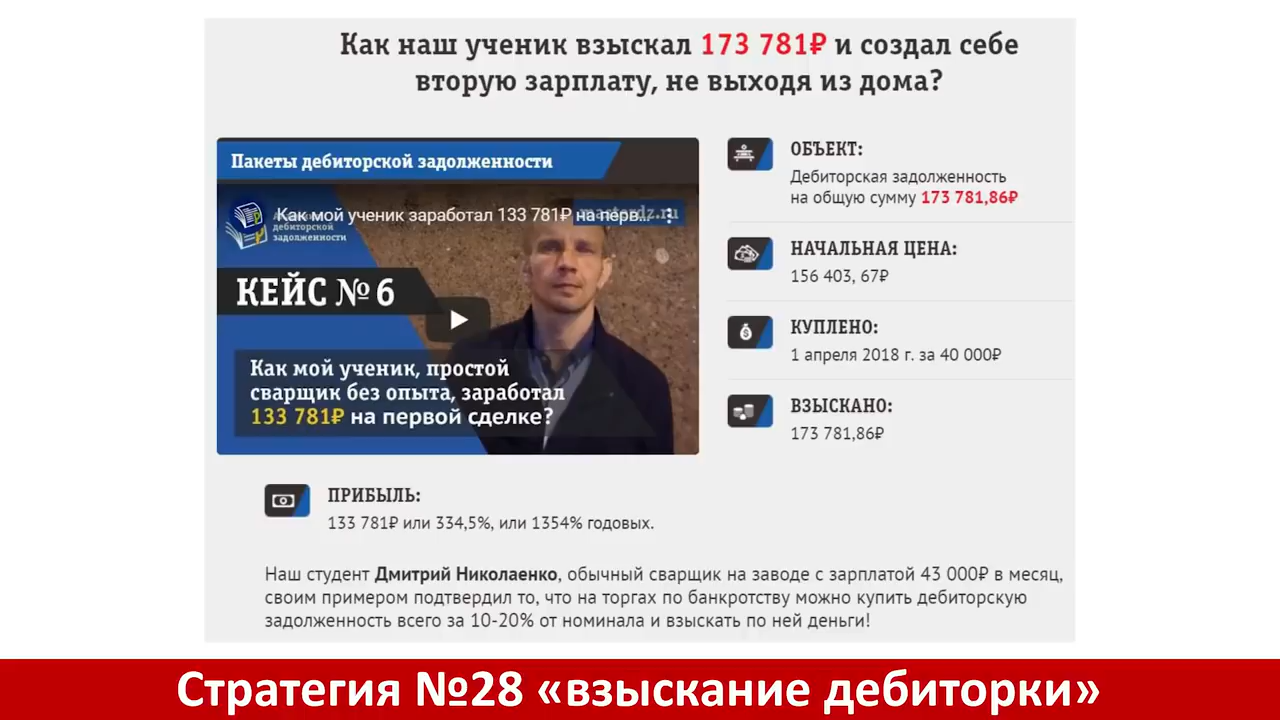 Как наш ученик взыскал 173 781₽ и создал себе
вторую зарплату, не выходя из дома?
Пакеты дебиторской задолженности
Как мой ученик заработал 133 781₽ на перв...
дебиторской
задолженности
КЕЙС №6
Как мой ученик, простой
сварщик без опыта, заработал
133 781₽ на первой сделке?
ОБЪЕКТ:
Дебиторская задолженность
на общую сумму 173 781,86₽
НАЧАЛЬНАЯ ЦЕНА:
156 403, 67₽
КУПЛЕНО:
1 апреля 2018 г. за 40 000₽
ВЗЫСКАНО:
173 781,86₽
ПРИБЫЛЬ:
133 781₽ или 334,5%, или 1354% годовых.
Наш студент Дмитрий Николаенко, обычный сварщик на заводе с зарплатой 43 000₽ в месяц,
своим примером подтвердил то, что на торгах по банкротству можно купить дебиторскую
задолженность всего за 10-20% от номинала и взыскать по ней деньги!
Стратегия №28 «взыскание дебиторки»